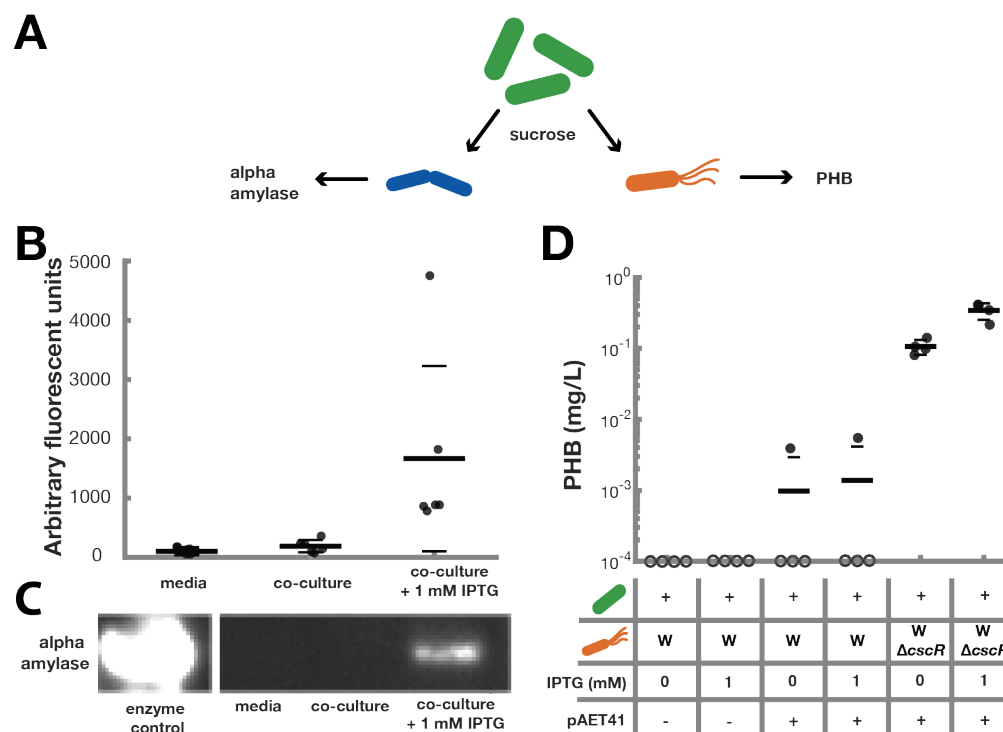 A
sucrose
alpha
amylase
PHB
B
Arbitrary fluorescent units
5000
4000
3000
2000
1000
0
media
co-culture
co-culture
+ 1 mM IPTG
C
alpha
amylase
enzyme
control
media
co-culture
co-culture
+ 1 mM IPTG
D
PHB (mg/L)
10⁰
10⁻¹
10⁻²
10⁻³
10⁻⁴
+ + + + + +
W W W W W ΔcscR W ΔcscR
IPTG (mM) 0 1 0 1 0 1
pAET41 - - + + + +